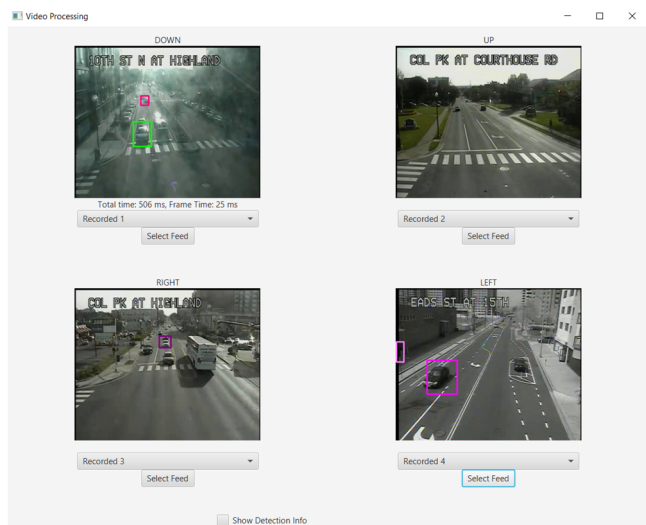 Video Processing
DOWN
10TH ST N AT HIGHLAND
Total time: 506 ms, Frame Time: 25 ms
Recorded 1
Select Feed
UP
COL PK AT COURTHOUSE RD
Recorded 2
Select Feed
RIGHT
COL PK AT HIGHLAND
Recorded 3
Select Feed
LEFT
EADS ST AT 15TH
Recorded 4
Select Feed
Show Detection Info